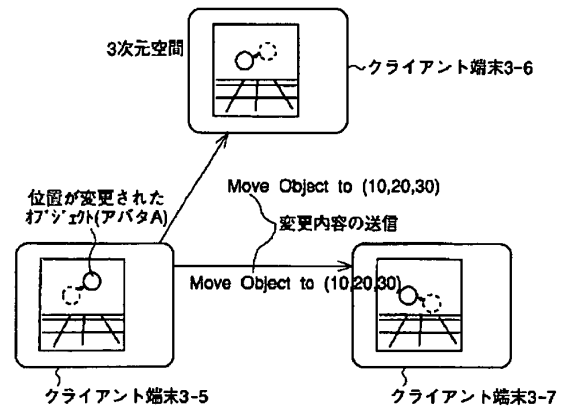 3次元空間
クライアント端末3-6
Move Object to (10,20,30)
位置が変更された
オブジェクト(アバタA)
変更内容の送信
Move Object to (10,20,30)
クライアント端末3-5
クライアント端末3-7